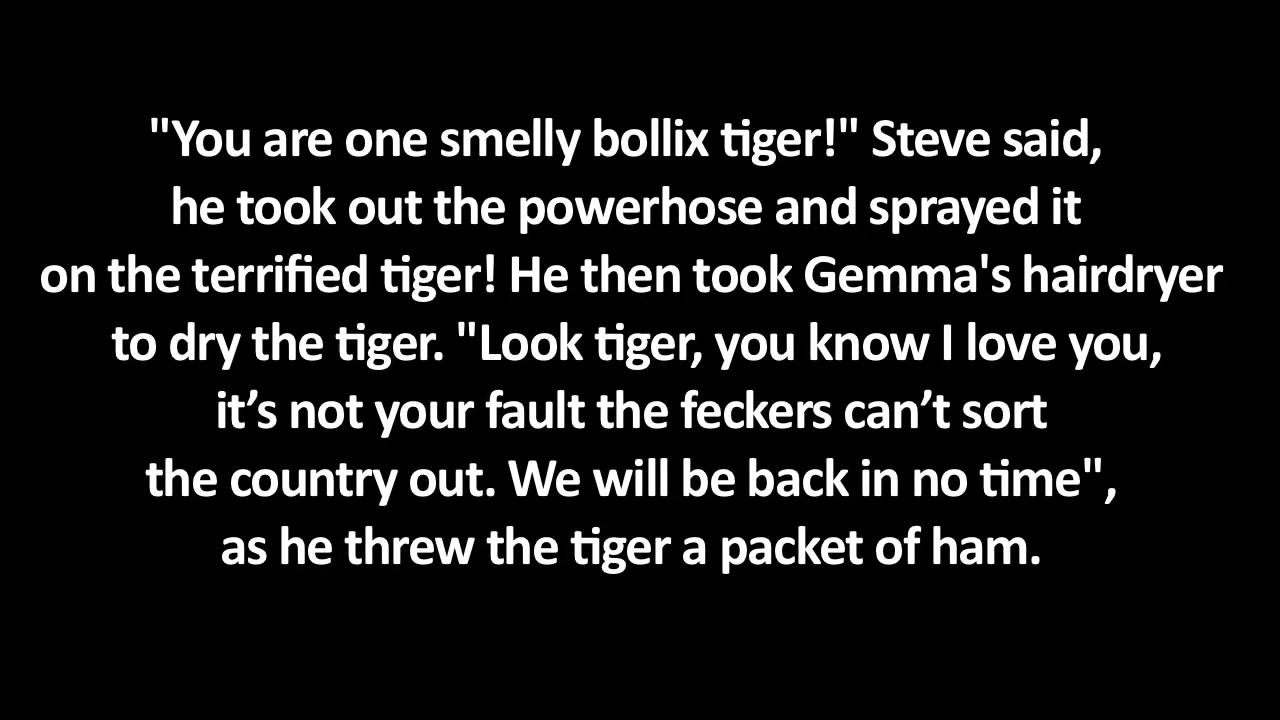 "You are one smelly bollix tiger!" Steve said,
he took out the powerhose and sprayed it
on the terrified tiger! He then took Gemma's hairdryer
to dry the tiger. "Look tiger, you know I love you,
it’s not your fault the feckers can’t sort
the country out. We will be back in no time",
as he threw the tiger a packet of ham.